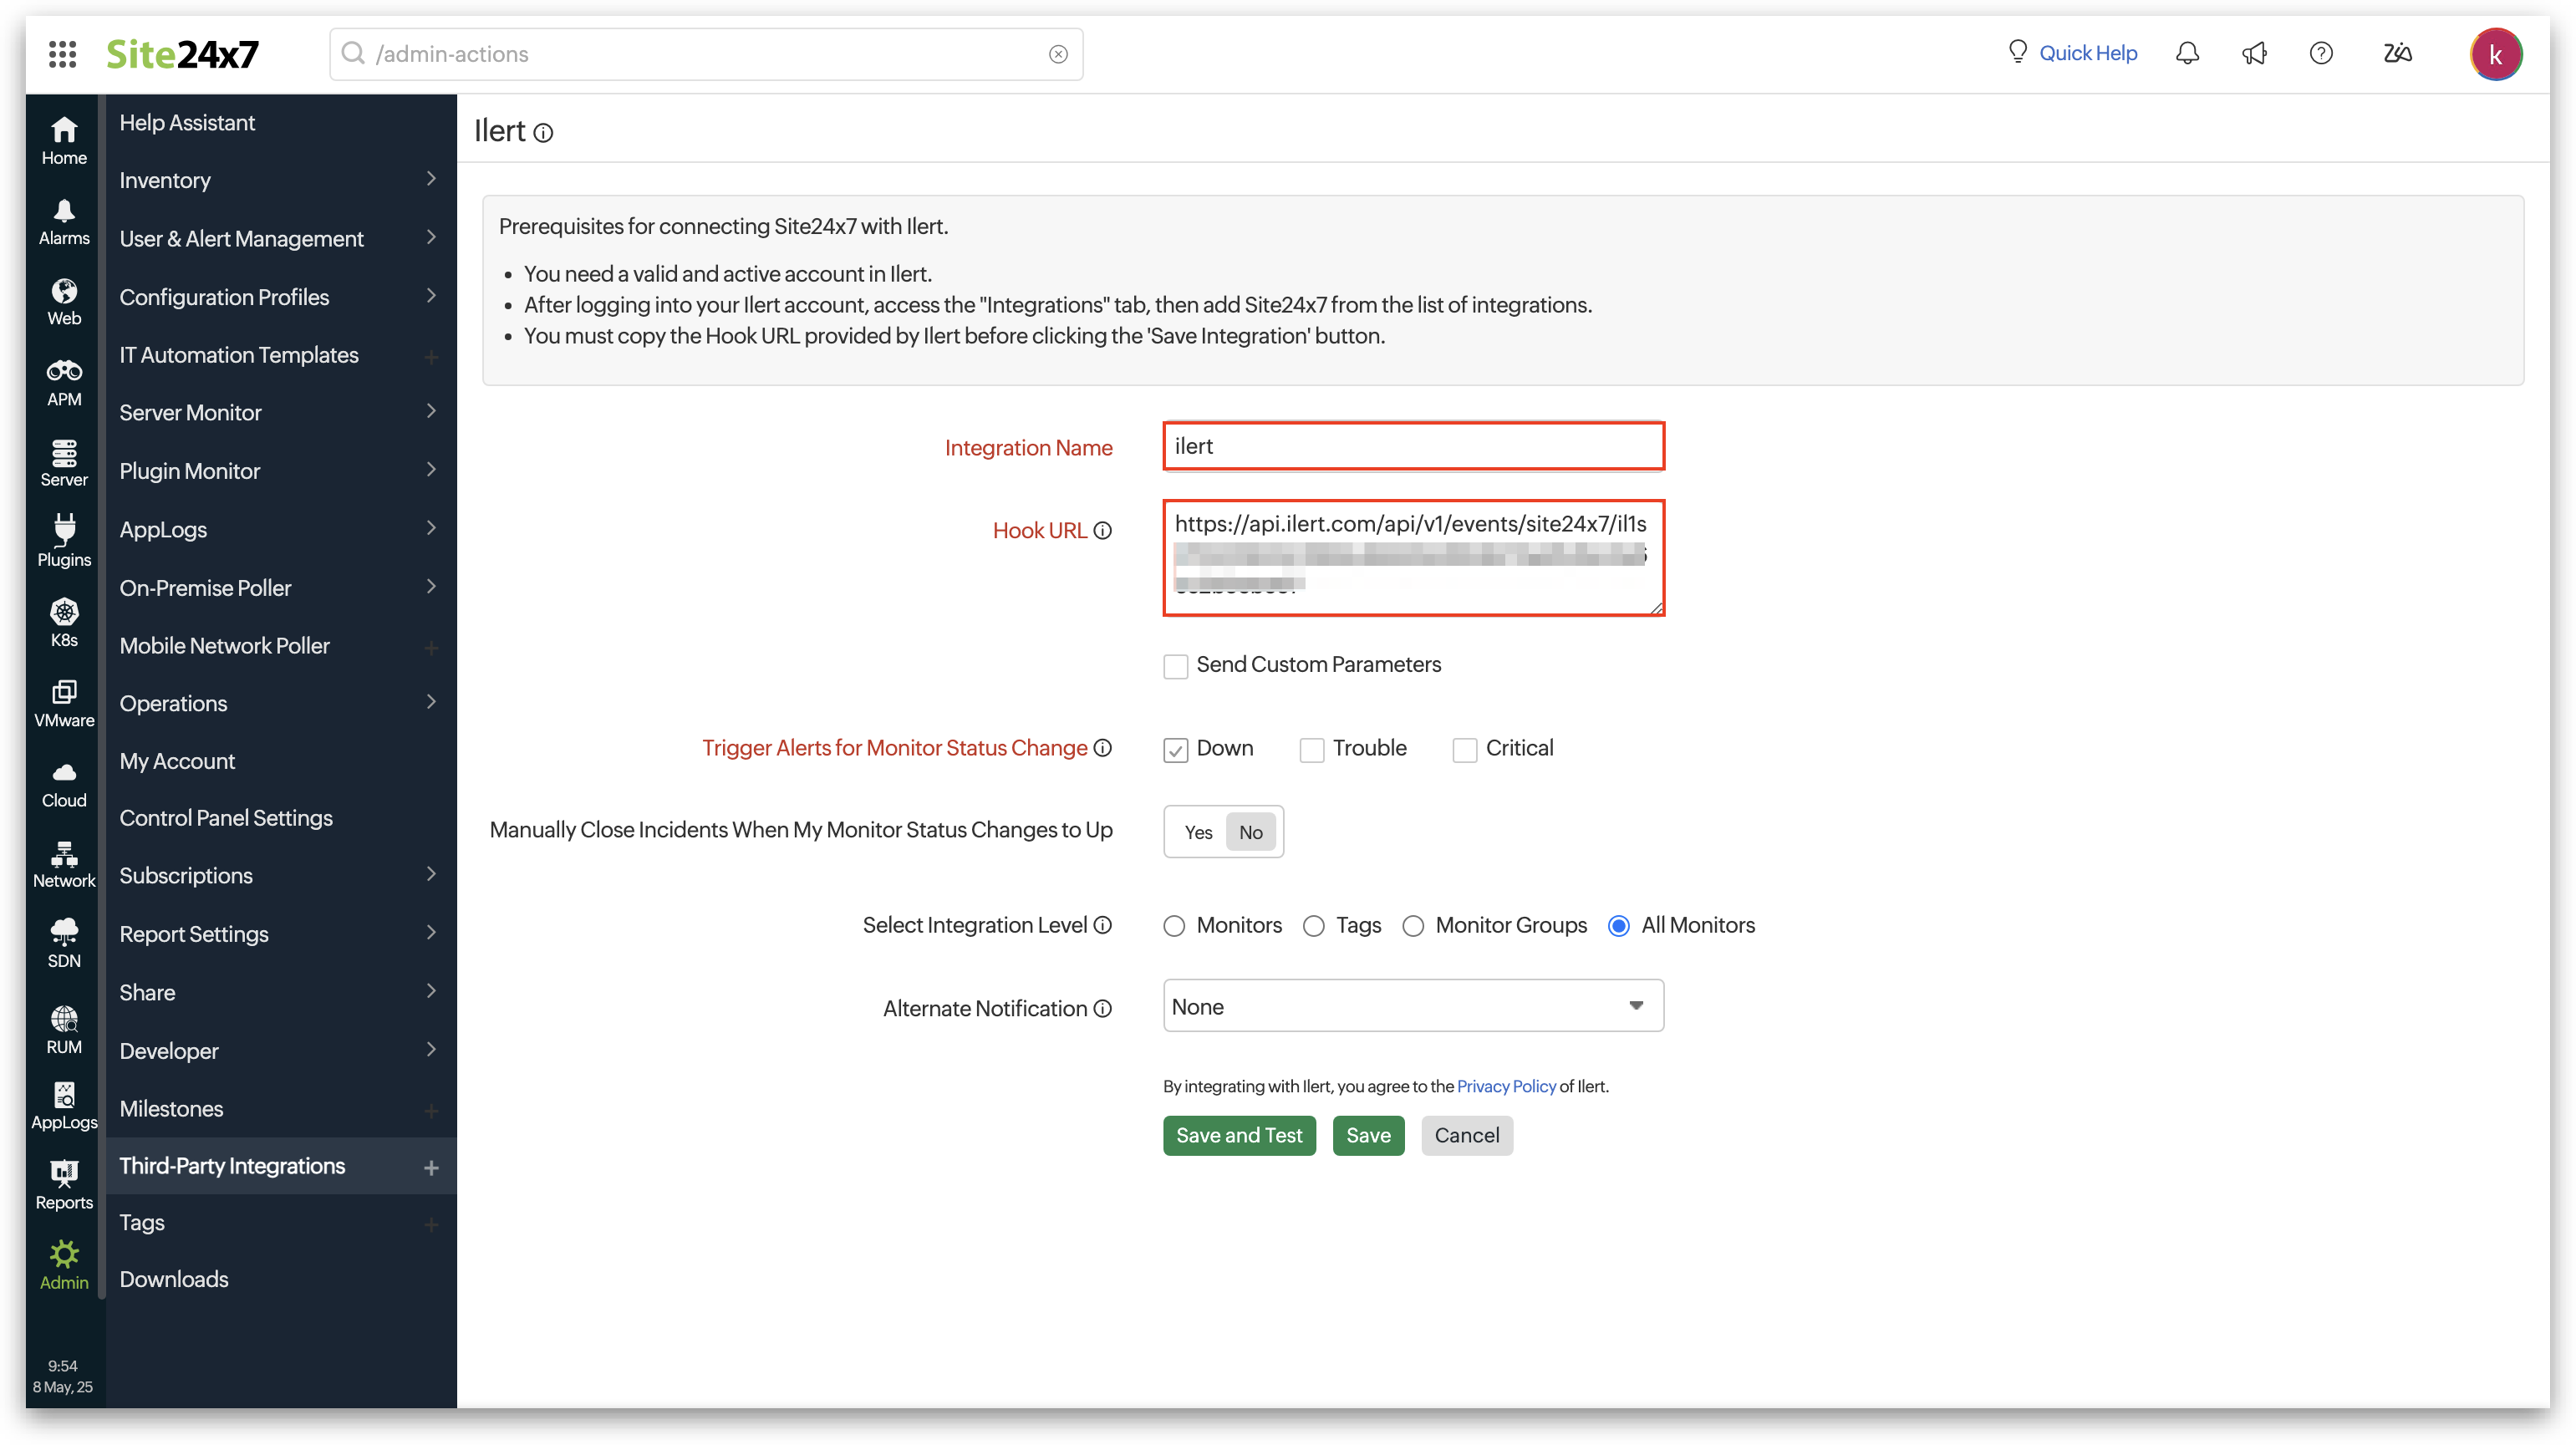 Site24x7
/admin-actions
Quick Help
k
Home
Alarms
Web
APM
Server
Plugins
K8s
VMware
Cloud
Network
SDN
RUM
AppLogs
Reports
Admin
9:54
8 May, 25
Help Assistant
Inventory
User & Alert Management
Configuration Profiles
IT Automation Templates
Server Monitor
Plugin Monitor
AppLogs
On-Premise Poller
Mobile Network Poller
Operations
My Account
Control Panel Settings
Subscriptions
Report Settings
Share
Developer
Milestones
Third-Party Integrations
Tags
Downloads
Ilert
Prerequisites for connecting Site24x7 with Ilert.
• You need a valid and active account in Ilert.
• After logging into your Ilert account, access the "Integrations" tab, then add Site24x7 from the list of integrations.
• You must copy the Hook URL provided by Ilert before clicking the 'Save Integration' button.
Integration Name
ilert
Hook URL
https://api.ilert.com/api/v1/events/site24x7/il1s
Send Custom Parameters
Trigger Alerts for Monitor Status Change
Down Trouble Critical
Manually Close Incidents When My Monitor Status Changes to Up
Yes No
Select Integration Level
Monitors Tags Monitor Groups All Monitors
Alternate Notification
None
By integrating with Ilert, you agree to the Privacy Policy of Ilert.
Save and Test Save Cancel